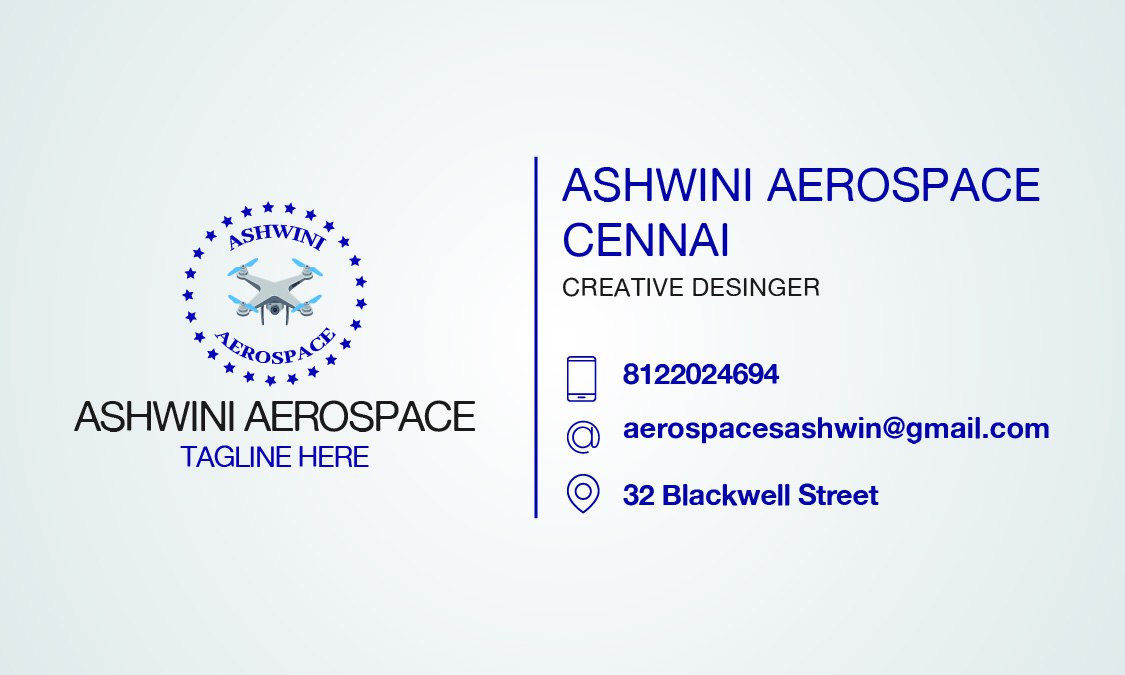 ASHWINI
AEROSPACE
ASHWINI AEROSPACE
TAGLINE HERE
ASHWINI AEROSPACE
CENNAI
CREATIVE DESINGER
8122024694
@ aerospacesashwin@gmail.com
32 Blackwell Street